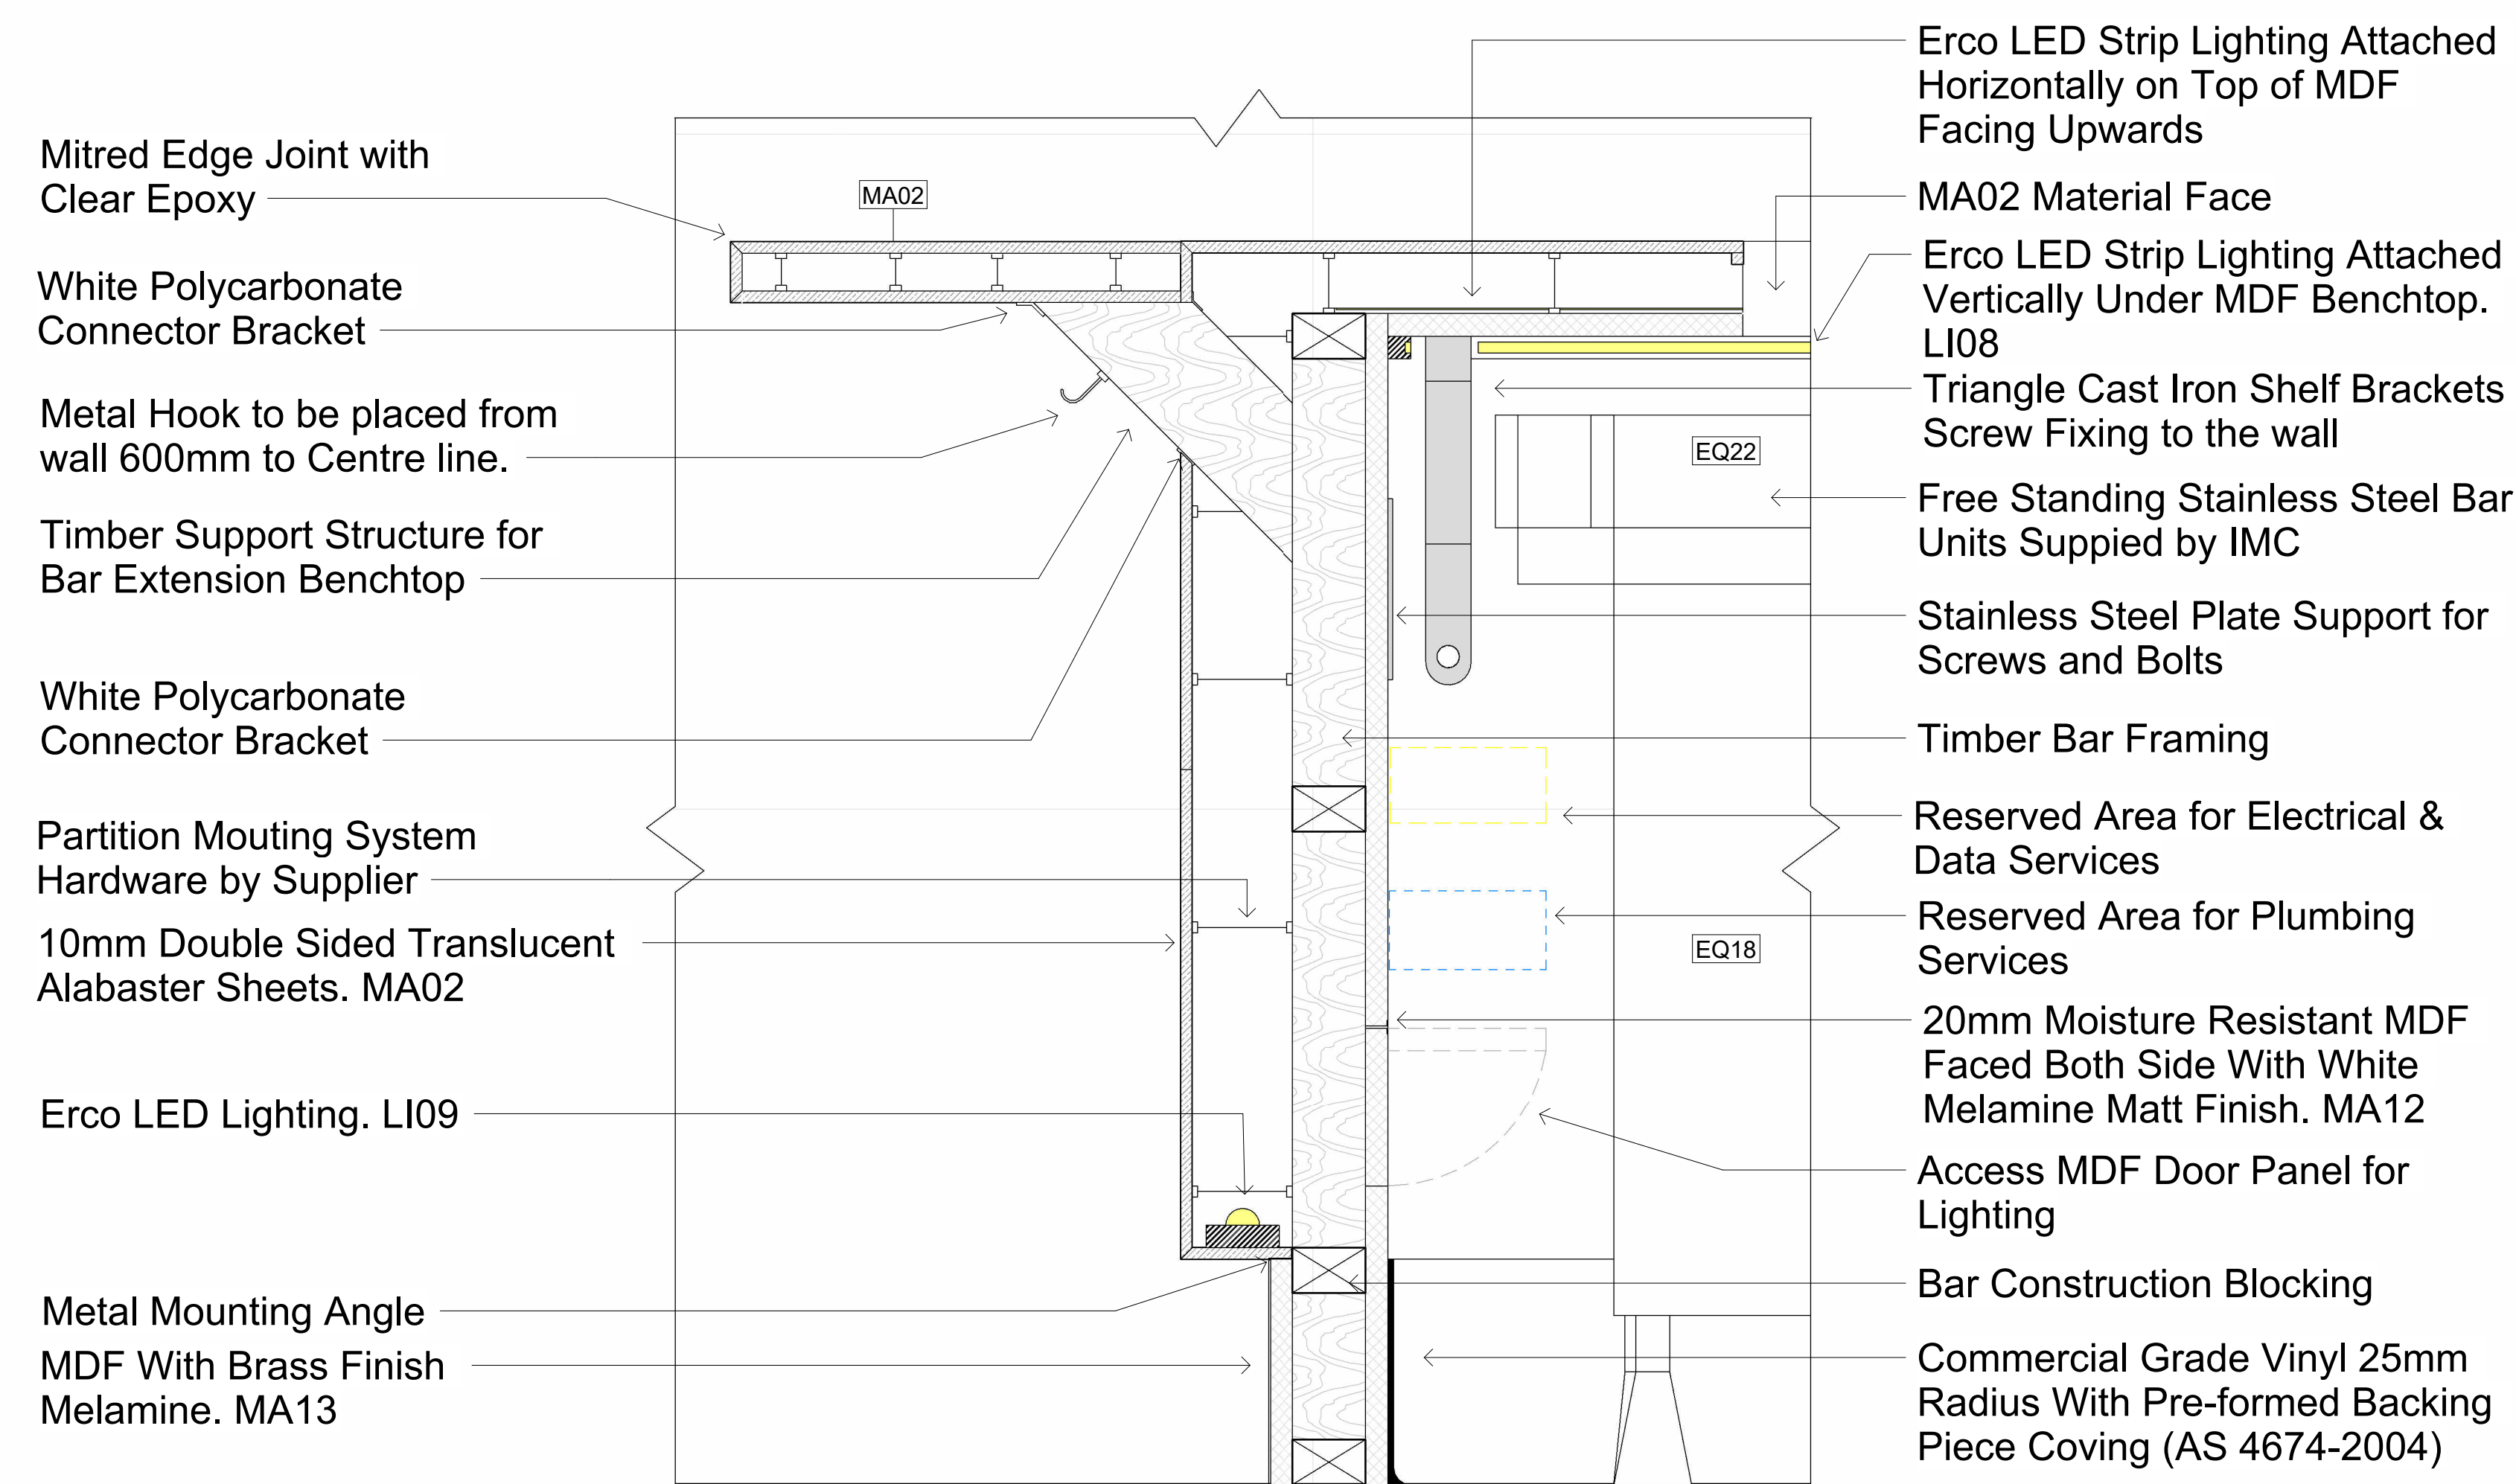 Mitred Edge Joint with
Clear Epoxy
White Polycarbonate
Connector Bracket
Metal Hook to be placed from
wall 600mm to Centre line.
Timber Support Structure for
Bar Extension Benchtop
White Polycarbonate
Connector Bracket
Partition Mouting System
Hardware by Supplier
10mm Double Sided Translucent
Alabaster Sheets. MA02
Erco LED Lighting. LI09
Metal Mounting Angle
MDF With Brass Finish
Melamine. MA13
MA02
EQ22
EQ18
Erco LED Strip Lighting Attached
Horizontally on Top of MDF
Facing Upwards
MA02 Material Face
Erco LED Strip Lighting Attached
Vertically Under MDF Benchtop.
LI08
Triangle Cast Iron Shelf Brackets
Screw Fixing to the wall
Free Standing Stainless Steel Bar
Units Suppied by IMC
Stainless Steel Plate Support for
Screws and Bolts
Timber Bar Framing
Reserved Area for Electrical &
Data Services
Reserved Area for Plumbing
Services
20mm Moisture Resistant MDF
Faced Both Side With White
Melamine Matt Finish. MA12
Access MDF Door Panel for
Lighting
Bar Construction Blocking
Commercial Grade Vinyl 25mm
Radius With Pre-formed Backing
Piece Coving (AS 4674-2004)